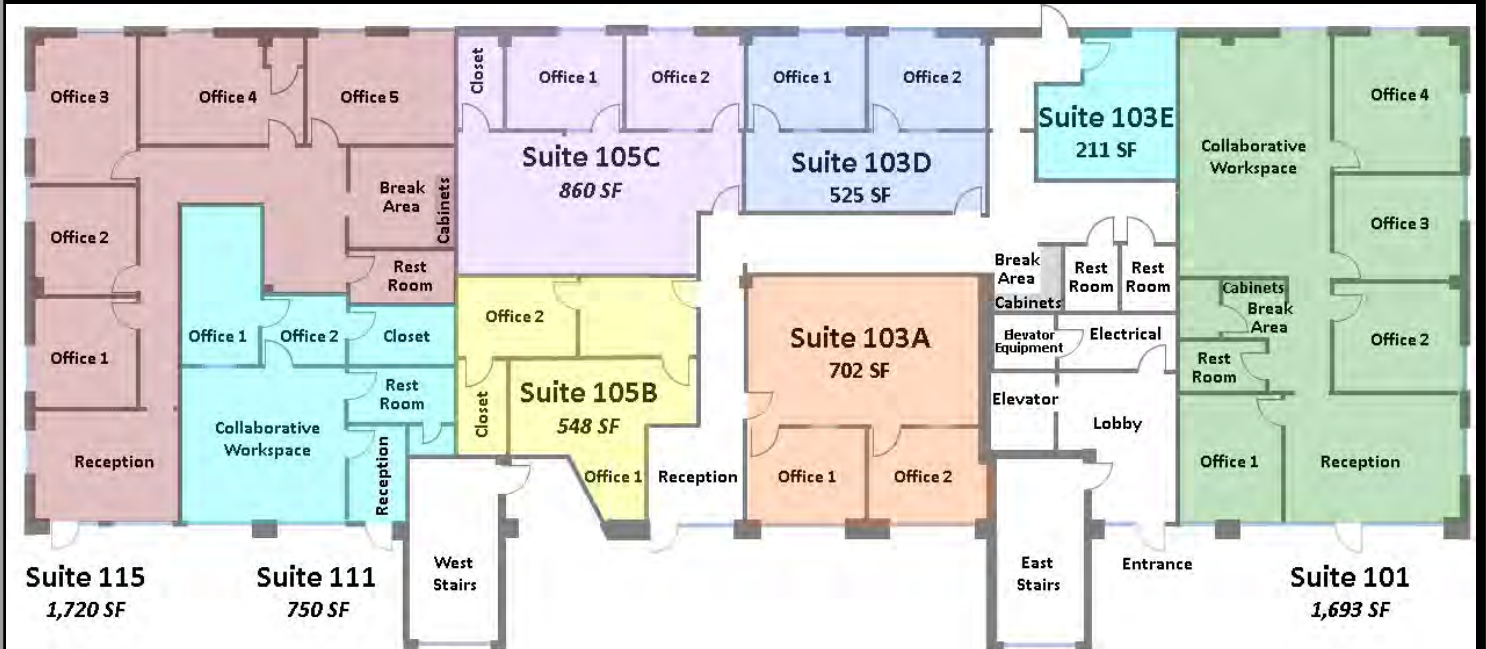 Office 3
Office 4
Office 5
Break
Area
Cabinets
Office 2
Rest
Room
Office 1
Reception
Suite 115
1,720 SF
Office 1
Office 2
Closet
Rest
Room
Collaborative
Workspace
Reception
Suite 111
750 SF
West
Stairs
Closet
Office 1
Office 2
Suite 105C
860 SF
Office 2
Closet
Suite 105B
548 SF
Office 1
Reception
Office 1
Office 2
Suite 103D
525 SF
Suite 103A
702 SF
Office 1
Office 2
Suite 103E
211 SF
Break
Area
Cabinets
Rest
Room
Rest
Room
Elevator
Equipment
Electrical
Elevator
Lobby
East
Stairs
Entrance
Collaborative
Workspace
Office 4
Office 3
Cabinets
Break
Area
Office 2
Rest
Room
Office 1
Reception
Suite 101
1,693 SF